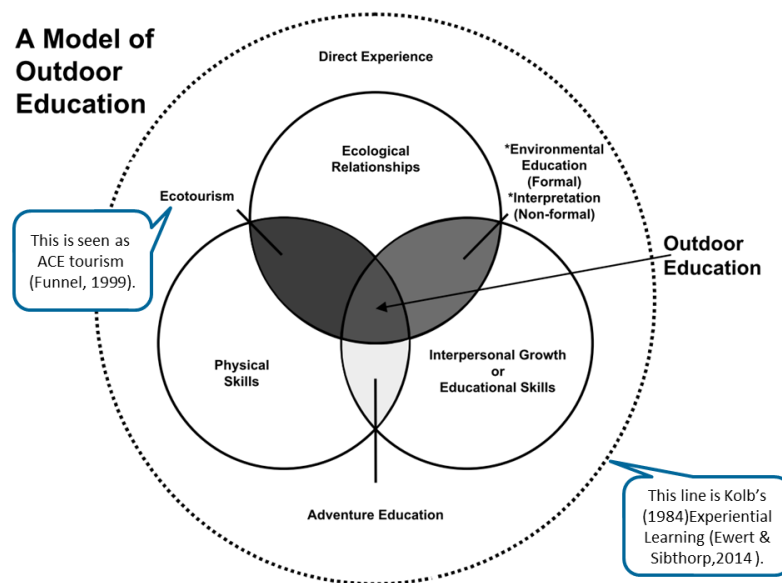 A Model of
Outdoor
Education
Direct Experience
Ecological
Relationships
*Environmental
Education
(Formal)
*Interpretation
(Non-formal)
Ecotourism
This is seen as
ACE tourism
(Funnel, 1999).
Outdoor
Education
Physical
Skills
Interpersonal Growth
or
Educational Skills
Adventure Education
This line is Kolb's
(1984)Experiential
Learning (Ewert &
Sibthorp,2014).